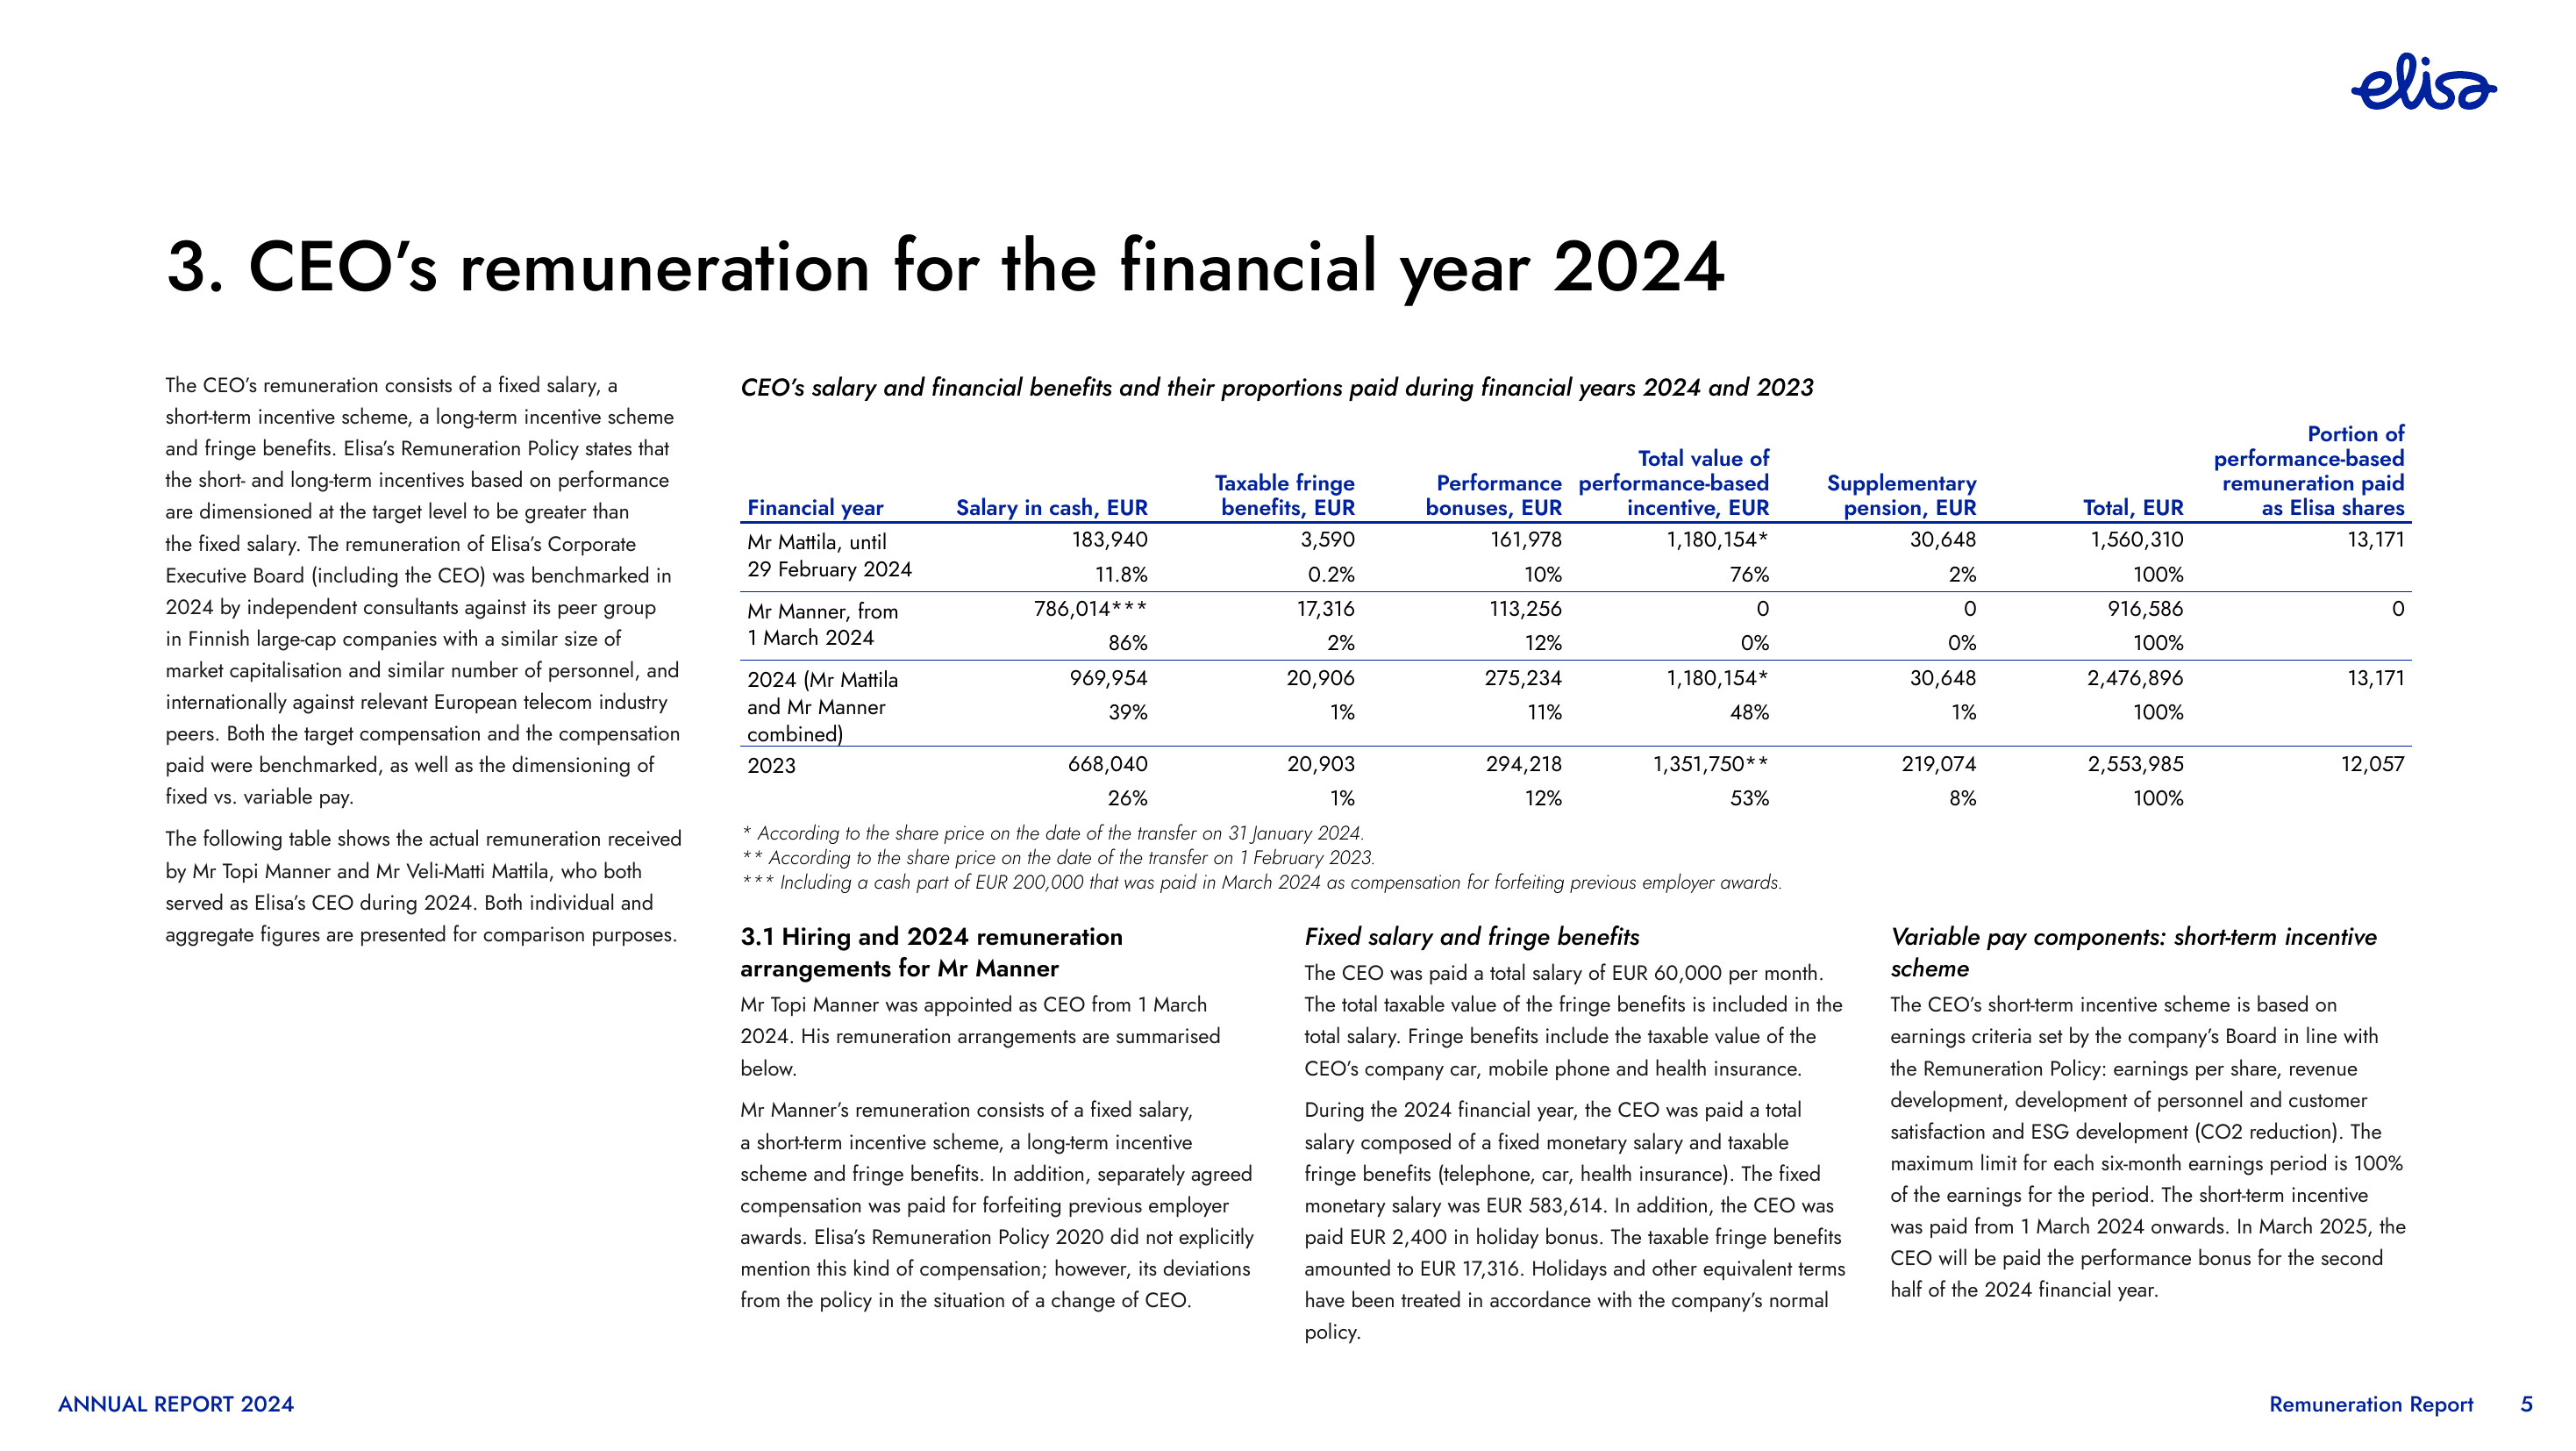 elisa
3. CEO’s remuneration for the financial year 2024
The CEO’s remuneration consists of a fixed salary, a
short-term incentive scheme, a long-term incentive scheme
and fringe benefits. Elisa’s Remuneration Policy states that
the short- and long-term incentives based on performance
are dimensioned at the target level to be greater than
the fixed salary. The remuneration of Elisa’s Corporate
Executive Board (including the CEO) was benchmarked in
2024 by independent consultants against its peer group
in Finnish large-cap companies with a similar size of
market capitalisation and similar number of personnel, and
internationally against relevant European telecom industry
peers. Both the target compensation and the compensation
paid were benchmarked, as well as the dimensioning of
fixed vs. variable pay.
The following table shows the actual remuneration received
by Mr Topi Manner and Mr Veli-Matti Mattila, who both
served as Elisa’s CEO during 2024. Both individual and
aggregate figures are presented for comparison purposes.
CEO’s salary and financial benefits and their proportions paid during financial years 2024 and 2023
Portion of
Total value of performance-based
Taxable fringe Performance performance-based Supplementary remuneration paid
Financial year Salary in cash, EUR benefits, EUR bonuses, EUR incentive, EUR pension, EUR Total, EUR as Elisa shares
Mr Mattila, until 183,940 3,590 161,978 1,180,154* 30,648 1,560,310 13,171
29 February 2024 11.8% 0.2% 10% 76% 2% 100%
Mr Manner, from 786,014*** 17,316 113,256 0 0 916,586 0
1 March 2024 86% 2% 12% 0% 0% 100%
2024 (Mr Mattila 969,954 20,906 275,234 1,180,154* 30,648 2,476,896 13,171
and Mr Manner 39% 1% 11% 48% 1% 100%
combined)
2023 668,040 20,903 294,218 1,351,750** 219,074 2,553,985 12,057
26% 1% 12% 53% 8% 100%
* According to the share price on the date of the transfer on 31 January 2024.
** According to the share price on the date of the transfer on 1 February 2023.
*** Including a cash part of EUR 200,000 that was paid in March 2024 as compensation for forfeiting previous employer awards.
3.1 Hiring and 2024 remuneration
arrangements for Mr Manner
Mr Topi Manner was appointed as CEO from 1 March
2024. His remuneration arrangements are summarised
below.
Mr Manner’s remuneration consists of a fixed salary,
a short-term incentive scheme, a long-term incentive
scheme and fringe benefits. In addition, separately agreed
compensation was paid for forfeiting previous employer
awards. Elisa’s Remuneration Policy 2020 did not explicitly
mention this kind of compensation; however, its deviations
from the policy in the situation of a change of CEO.
Fixed salary and fringe benefits
The CEO was paid a total salary of EUR 60,000 per month.
The total taxable value of the fringe benefits is included in the
total salary. Fringe benefits include the taxable value of the
CEO’s company car, mobile phone and health insurance.
During the 2024 financial year, the CEO was paid a total
salary composed of a fixed monetary salary and taxable
fringe benefits (telephone, car, health insurance). The fixed
monetary salary was EUR 583,614. In addition, the CEO was
paid EUR 2,400 in holiday bonus. The taxable fringe benefits
amounted to EUR 17,316. Holidays and other equivalent terms
have been treated in accordance with the company’s normal
policy.
Variable pay components: short-term incentive
scheme
The CEO’s short-term incentive scheme is based on
earnings criteria set by the company’s Board in line with
the Remuneration Policy: earnings per share, revenue
development, development of personnel and customer
satisfaction and ESG development (CO2 reduction). The
maximum limit for each six-month earnings period is 100%
of the earnings for the period. The short-term incentive
was paid from 1 March 2024 onwards. In March 2025, the
CEO will be paid the performance bonus for the second
half of the 2024 financial year.
ANNUAL REPORT 2024
Remuneration Report 5